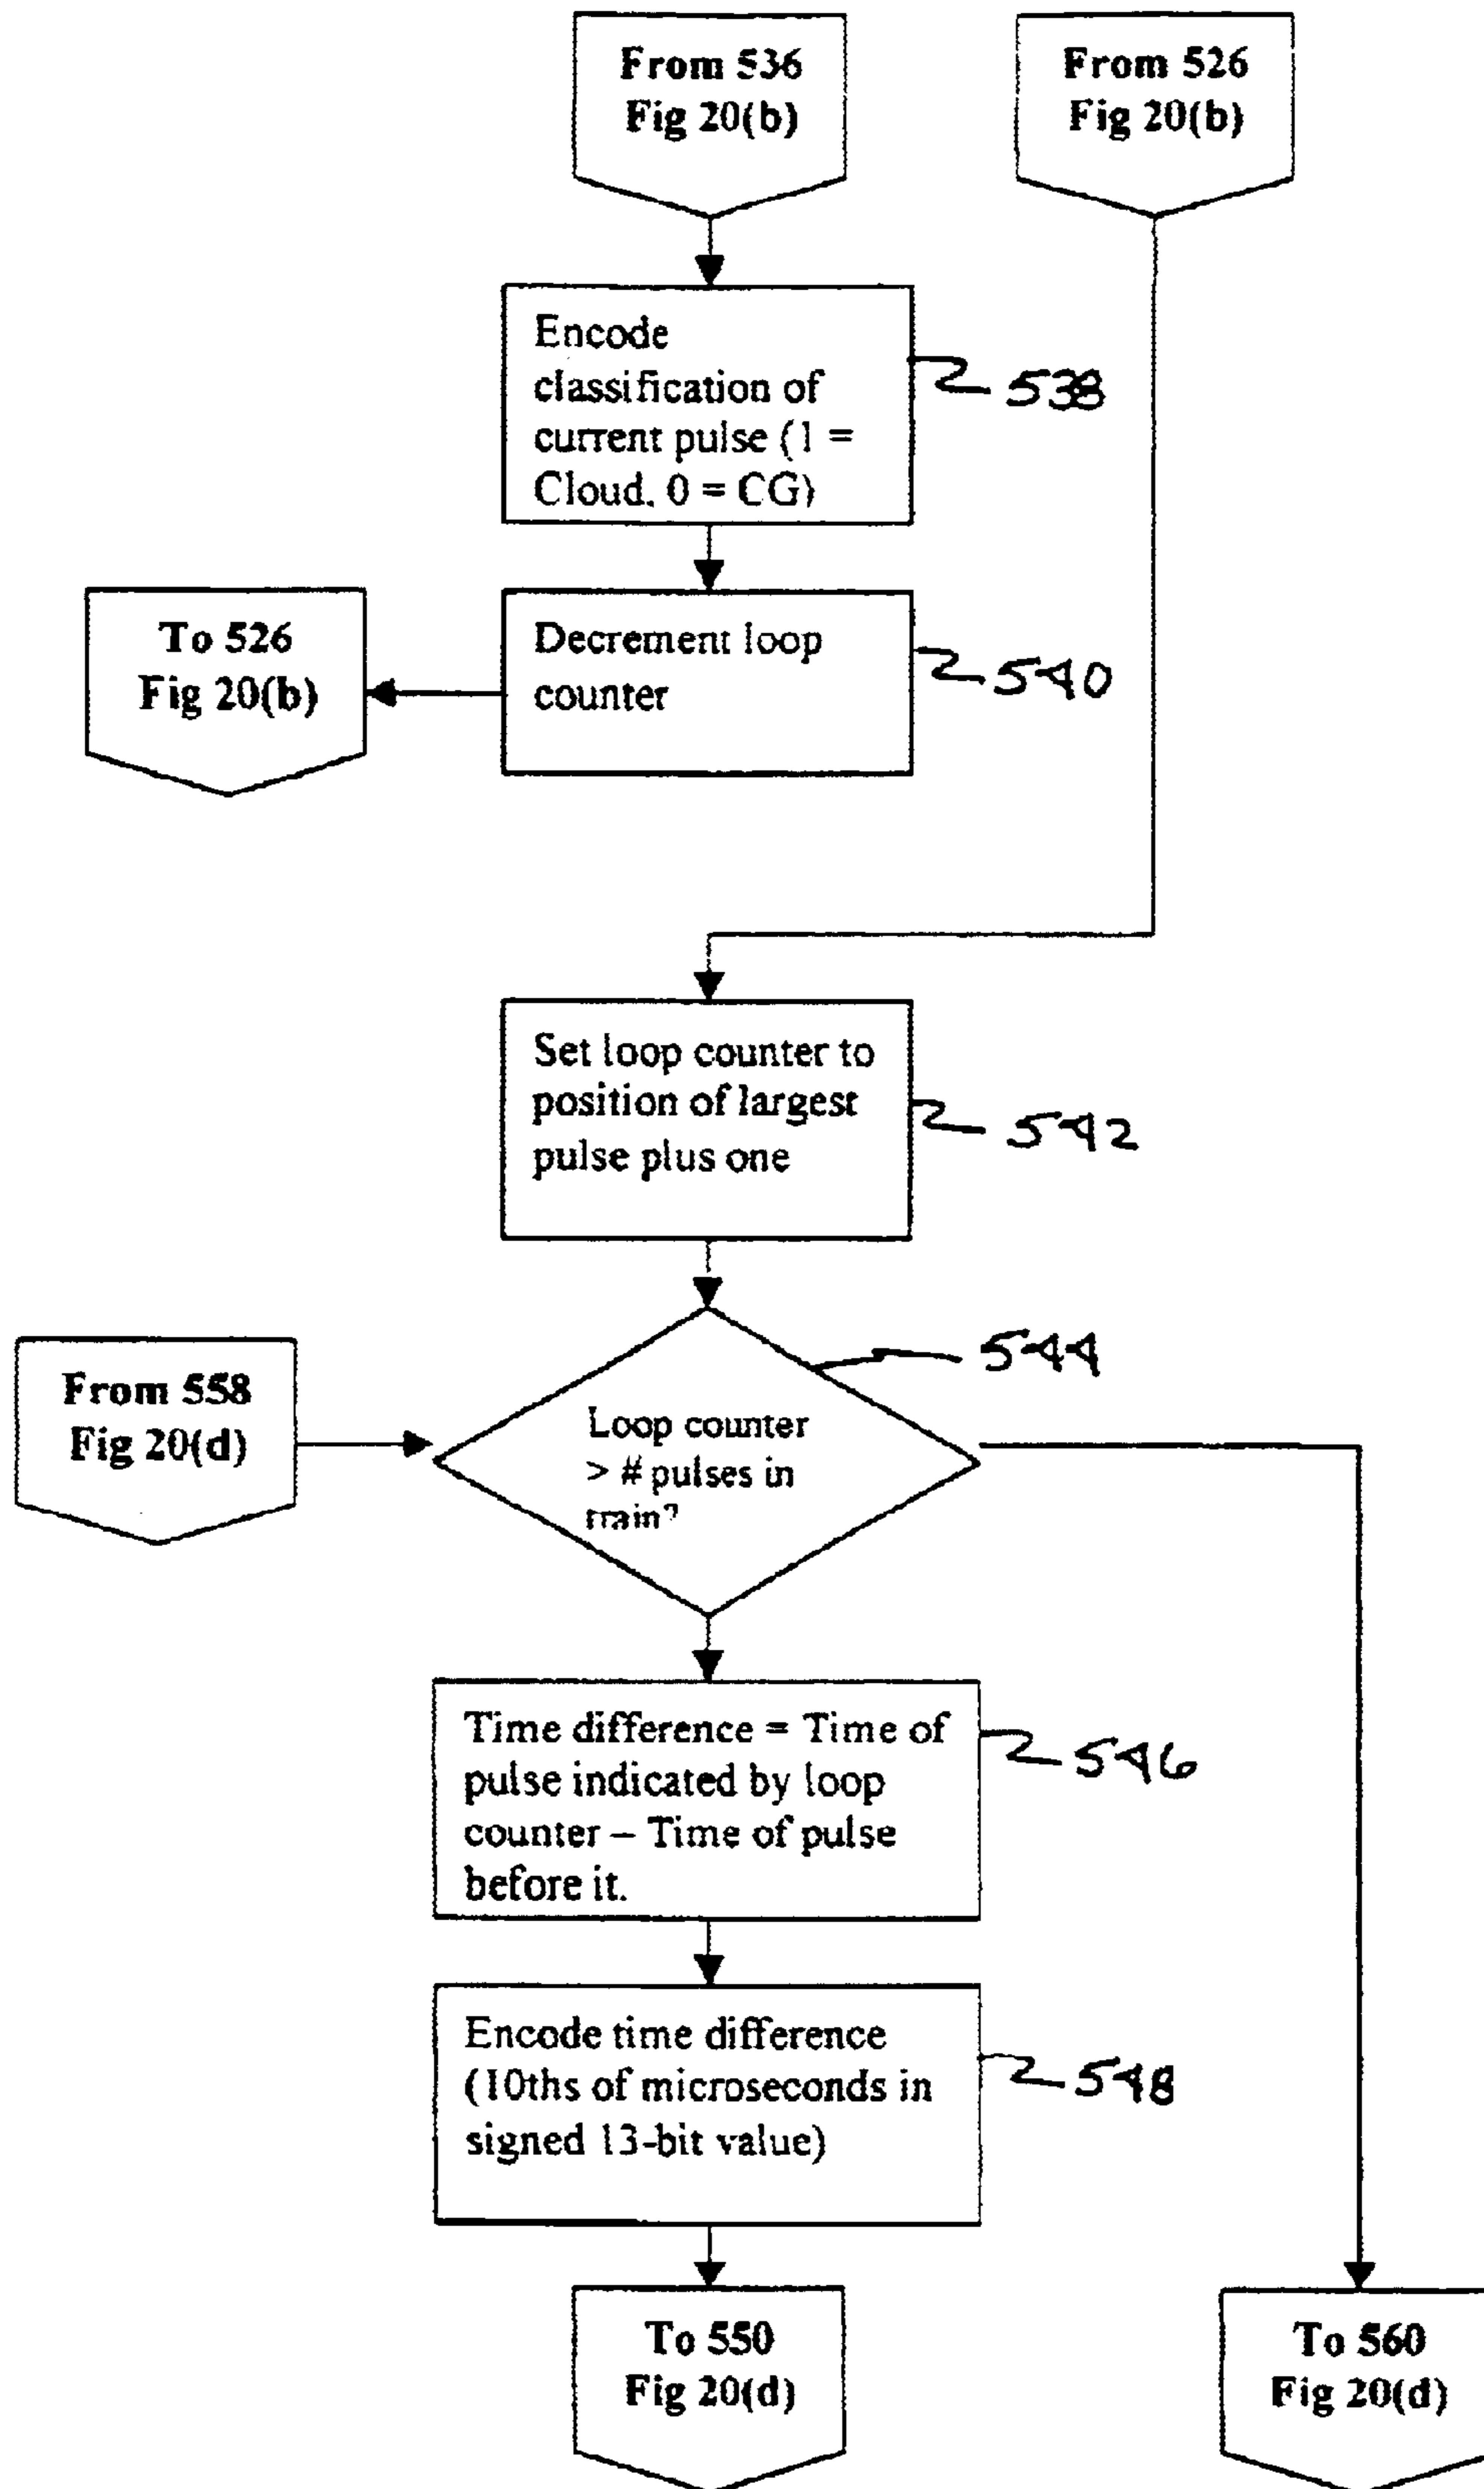 From 536
Fig 20(b)
From 526
Fig 20(b)
Encode
classification of
current pulse (1 =
Cloud, 0 = CG)
538
To 526
Fig 20(b)
Decrement loop
counter
540
Set loop counter to
position of largest
pulse plus one
542
From 558
Fig 20(d)
Loop counter
> # pulses in
train?
544
Time difference = Time of
pulse indicated by loop
counter – Time of pulse
before it.
546
Encode time difference
(10ths of microseconds in
signed 13-bit value)
548
To 550
Fig 20(d)
To 560
Fig 20(d)